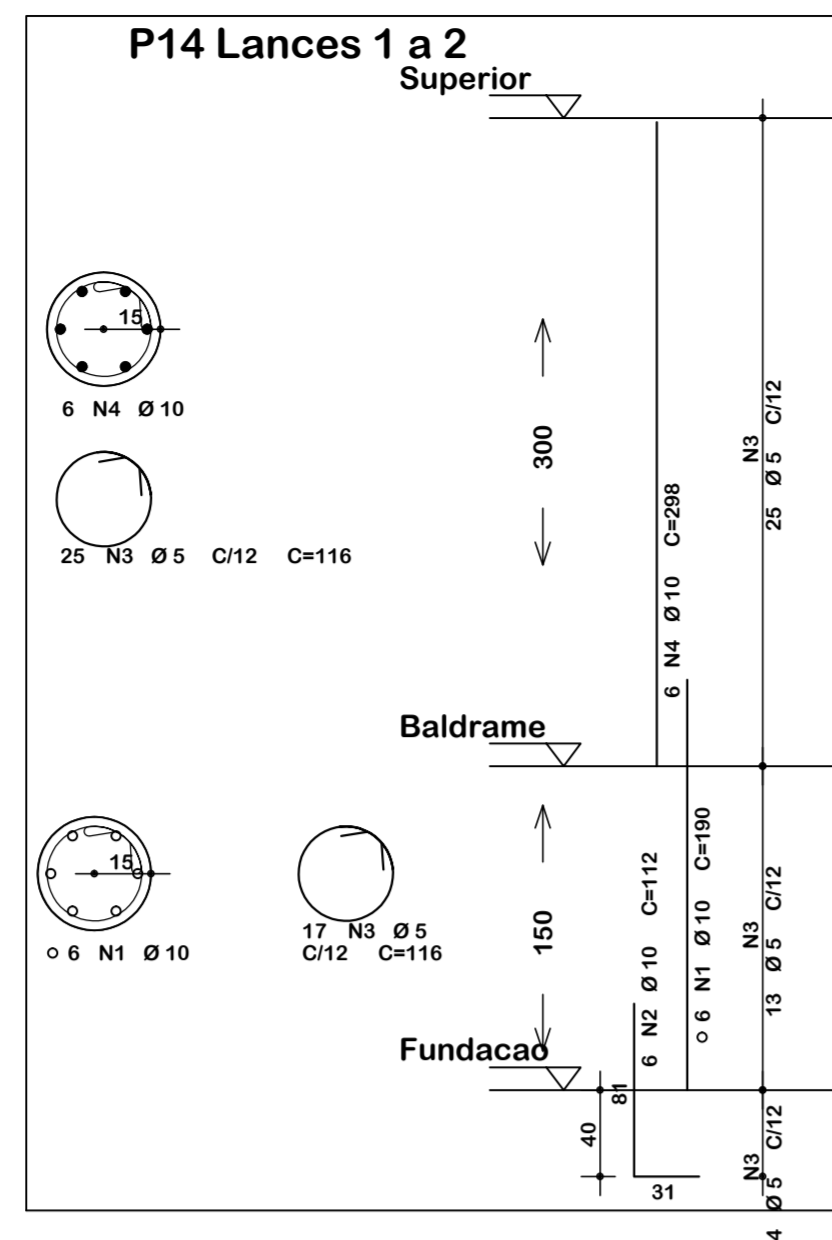 P14 Lances 1 a 2
Superior
15
6 N4 Ø 10
25 N3 Ø 5 C/12 C=116
300
6 N4 Ø 10 C=298
25 N3 Ø 5 C/12
Baldrame
15
6 N1 Ø 10
17 N3 Ø 5
C/12 C=116
150
6 N2 Ø 10 C=112
6 N1 Ø 10 C=190
13 N3 Ø 5 C/12
Fundacao
81
40
31
4 N3 Ø 5 C/12